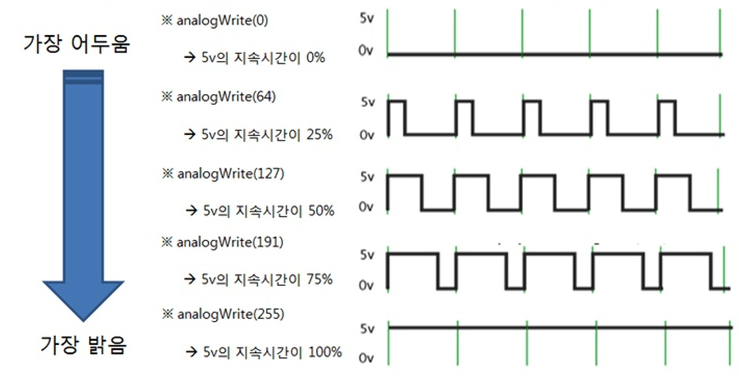 가장 어두움
※ analogWrite(0)
→ 5v의 지속시간이 0%
5v
0v
※ analogWrite(64)
→ 5v의 지속시간이 25%
5v
0v
※ analogWrite(127)
→ 5v의 지속시간이 50%
5v
0v
※ analogWrite(191)
→ 5v의 지속시간이 75%
5v
0v
※ analogWrite(255)
→ 5v의 지속시간이 100%
5v
0v
가장 밝음